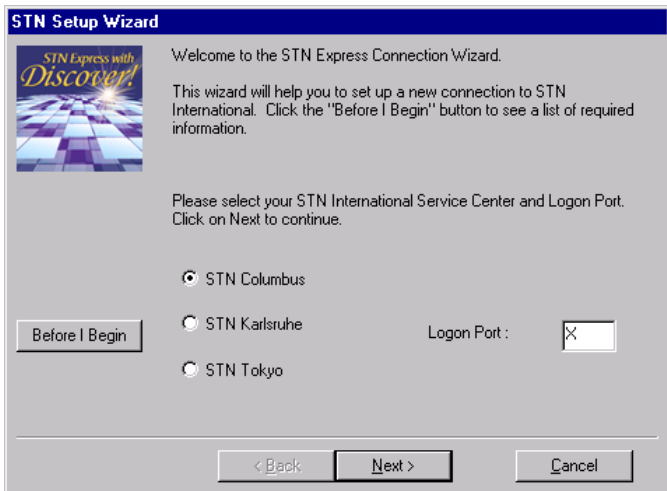 STN Setup Wizard
STN Express with
Discover!
Welcome to the STN Express Connection Wizard.
This wizard will help you to set up a new connection to STN
International. Click the "Before I Begin" button to see a list of required
information.
Please select your STN International Service Center and Logon Port.
Click on Next to continue.
STN Columbus
STN Karlsruhe
STN Tokyo
Logon Port :
X
Before I Begin
< Back
Next >
Cancel